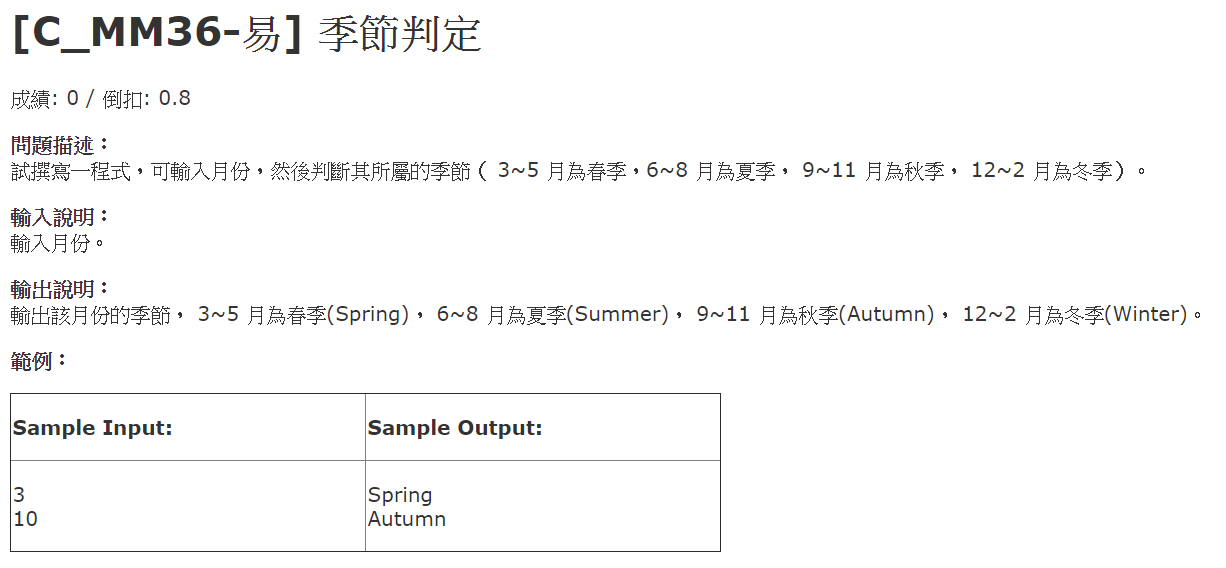 [C_MM36-易] 季節判定
成績: 0 / 倒扣: 0.8
問題描述：
試撰寫一程式，可輸入月份，然後判斷其所屬的季節（ 3~5 月為春季，6~8 月為夏季， 9~11 月為秋季， 12~2 月為冬季）。
輸入說明：
輸入月份。
輸出說明：
輸出該月份的季節， 3~5 月為春季(Spring)， 6~8 月為夏季(Summer)， 9~11 月為秋季(Autumn)， 12~2 月為冬季(Winter)。
範例：
Sample Input: Sample Output:
3 Spring
10 Autumn